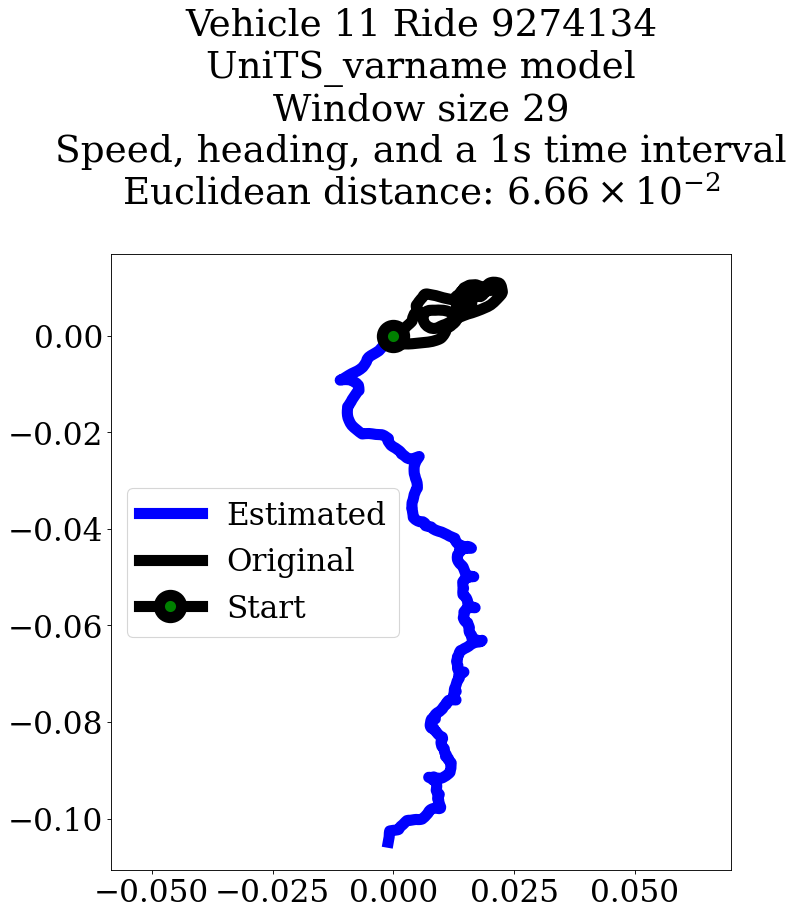 Vehicle 11 Ride 9274134
UniTS_varname model
Window size 29
Speed, heading, and a 1s time interval
Euclidean distance: 6.66 × 10⁻²
0.00
−0.02
−0.04
−0.06
−0.08
−0.10
Estimated
Original
Start
−0.050 −0.025 0.000 0.025 0.050